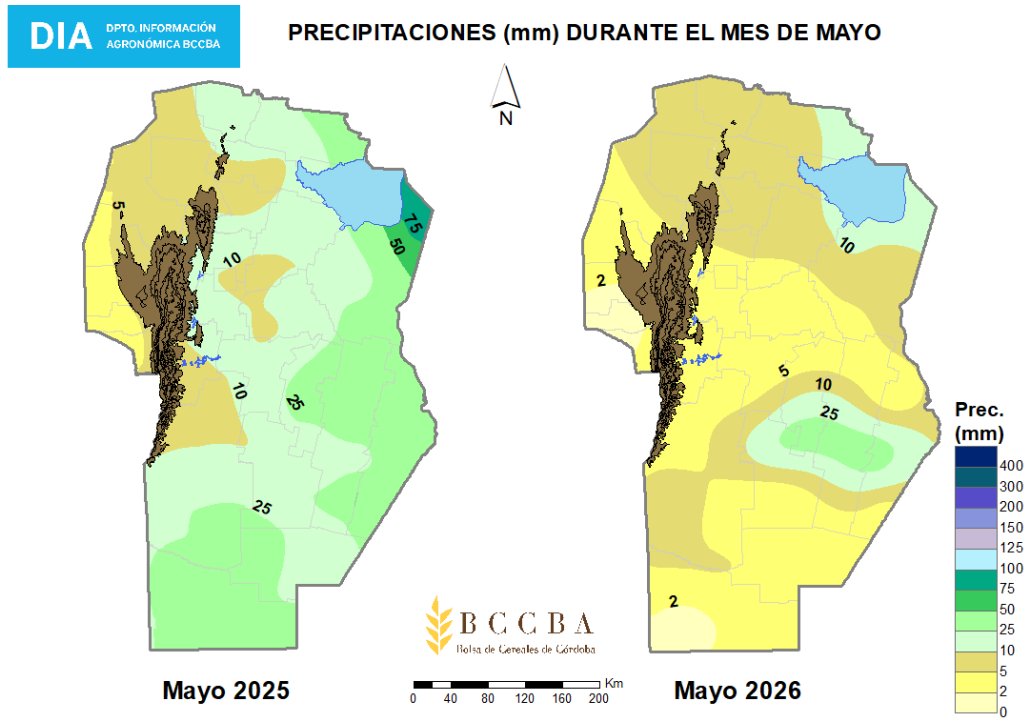 DIA
DPTO. INFORMACIÓN
AGRONÓMICA BCCBA
PRECIPITACIONES (mm) DURANTE EL MES DE MAYO
N
5
75
50
10
10
25
25
10
2
5
10
25
2
Prec.
(mm)
400
300
200
150
125
100
75
50
25
10
5
2
0
BCCBA
Bolsa de Cereales de Córdoba
Mayo 2025
Km
0 40 80 120 160 200
Mayo 2026